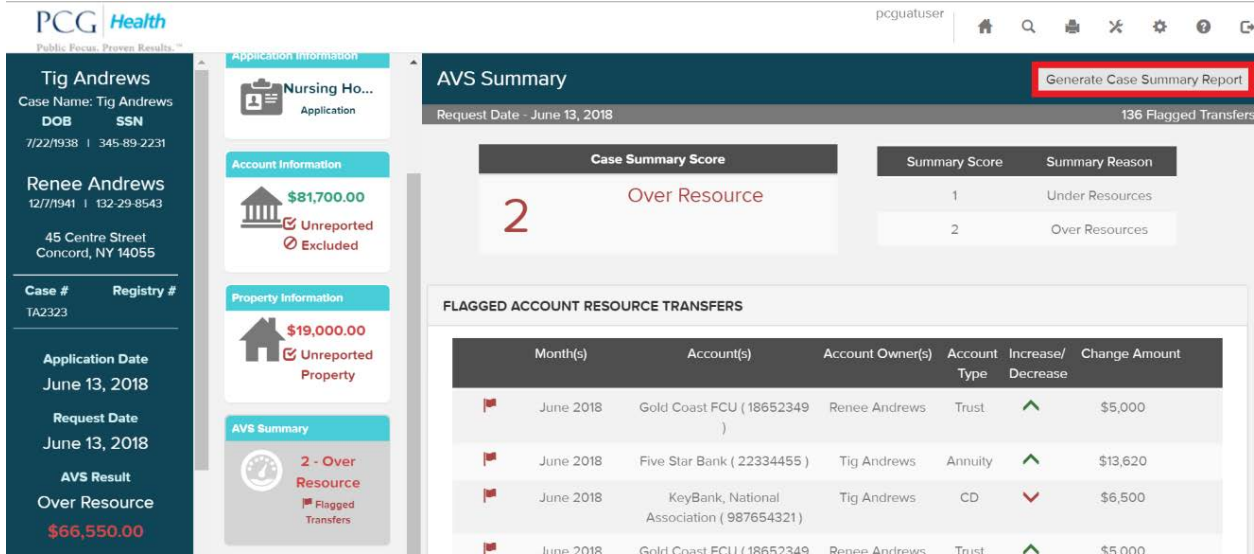 PCG Health
Public Focus. Proven Results.™
pcguatuser
Tig Andrews
Case Name: Tig Andrews
DOB SSN
7/22/1938 | 345-89-2231
Renee Andrews
12/7/1941 | 132-29-8543
45 Centre Street
Concord, NY 14055
Case # Registry #
TA2323
Application Date
June 13, 2018
Request Date
June 13, 2018
AVS Result
Over Resource
$66,550.00
Application Information
Nursing Ho...
Application
Account Information
$81,700.00
Unreported
Excluded
Property Information
$19,000.00
Unreported
Property
AVS Summary
2 - Over
Resource
Flagged
Transfers
AVS Summary
Generate Case Summary Report
Request Date - June 13, 2018
136 Flagged Transfers
Case Summary Score
2 Over Resource
Summary Score Summary Reason
1 Under Resources
2 Over Resources
FLAGGED ACCOUNT RESOURCE TRANSFERS
Month(s) Account(s) Account Owner(s) Account Increase/ Change Amount
Type Decrease
June 2018 Gold Coast FCU ( 18652349 Renee Andrews Trust $5,000
)
June 2018 Five Star Bank ( 22334455 ) Tig Andrews Annuity $13,620
June 2018 KeyBank, National Tig Andrews CD $6,500
Association ( 987654321 )
June 2018 Gold Coast FCU ( 18652349 Renee Andrews Trust $5,000